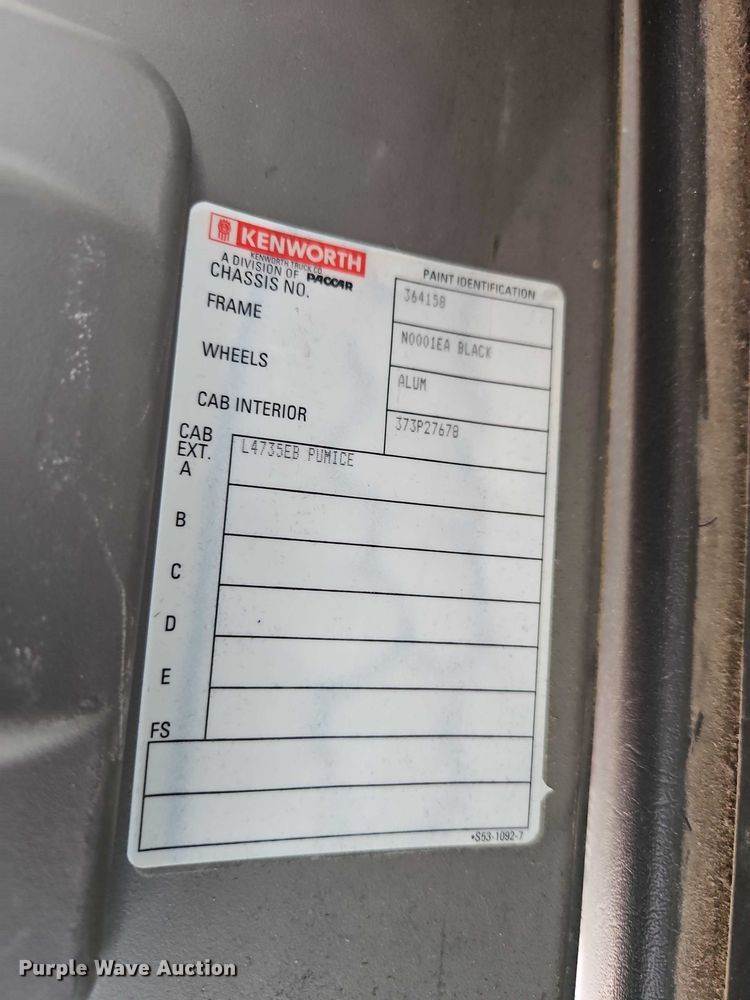 KENWORTH
KENWORTH TRUCK CO.
A DIVISION OF PACCAR
PAINT IDENTIFICATION
CHASSIS NO. 364158
FRAME N0001EA BLACK
WHEELS ALUM
CAB INTERIOR 373P27678
CAB
EXT.
A L4735EB PUMICE
B
C
D
E
FS
*S53-1092-7
Purple Wave Auction